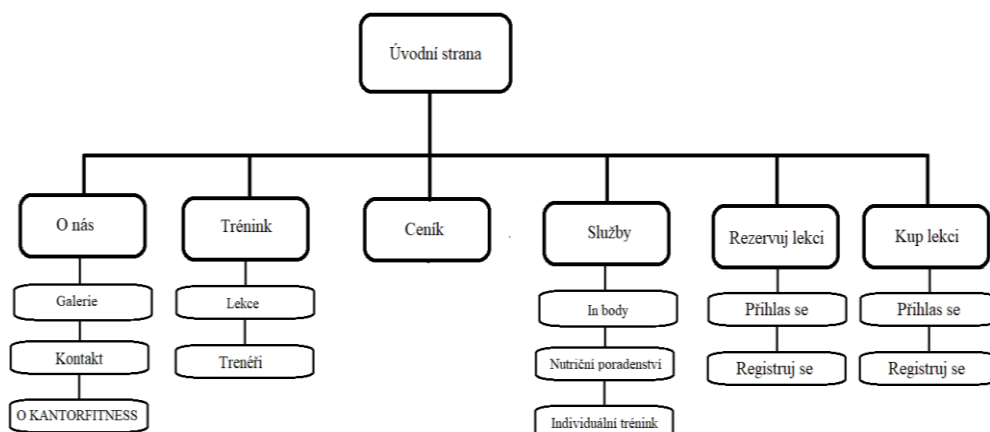 Úvodní strana
O nás
Trénink
Ceník
Služby
Rezervuj lekci
Kup lekci
Galerie
Lekce
In body
Přihlas se
Přihlas se
Kontakt
Trenéři
Nutriční poradenství
Registruj se
Registruj se
O KANTORFITNESS
Individuální trénink